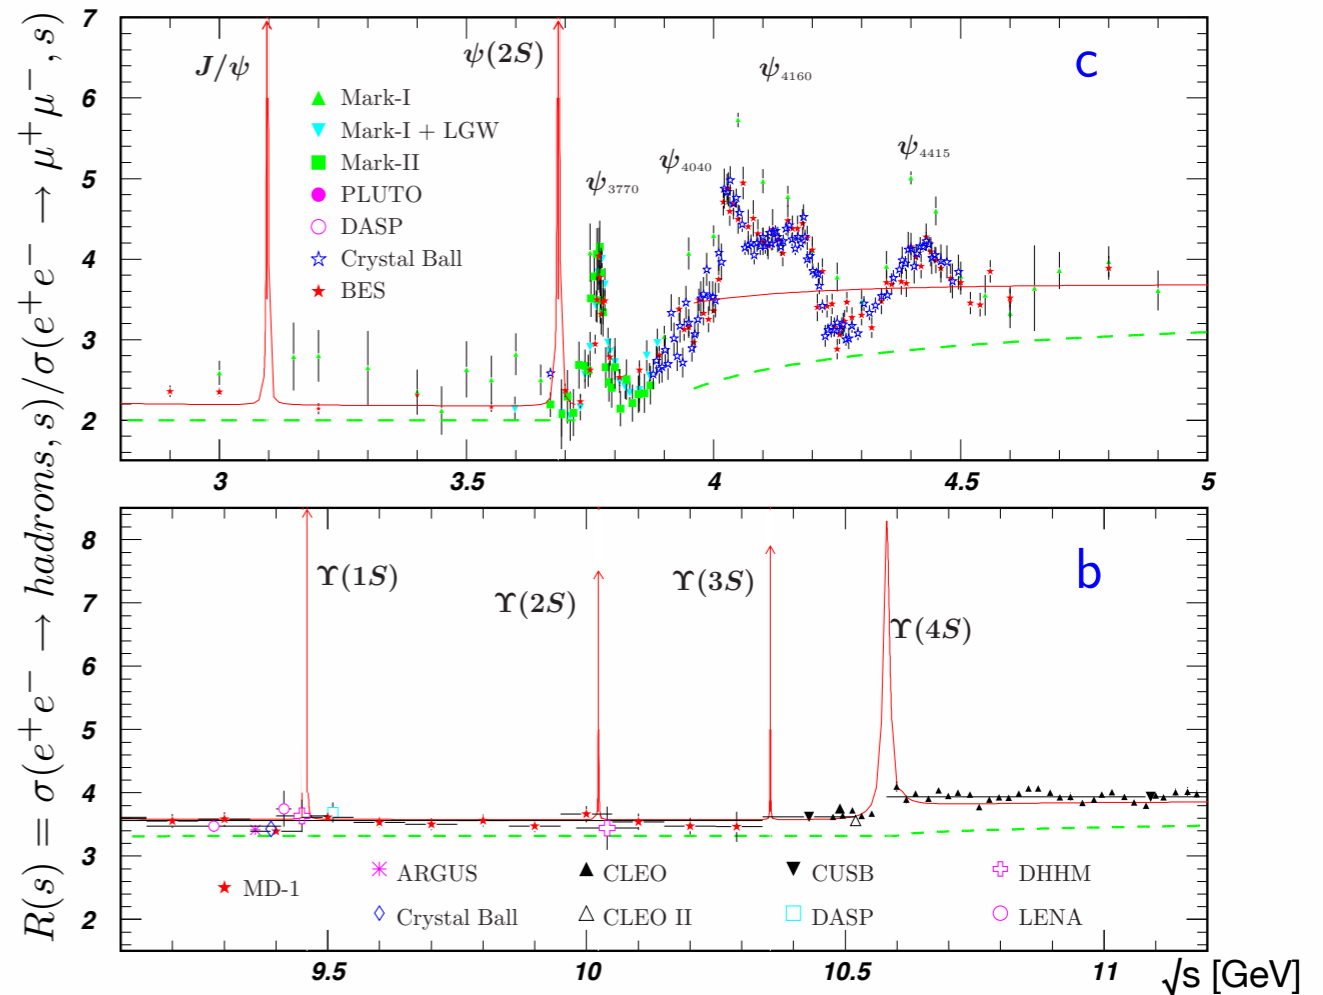 R(s) = σ(e⁺e⁻ → hadrons, s)/σ(e⁺e⁻ → μ⁺μ⁻, s)
7
6
5
4
3
2
J/ψ
ψ(2S)
ψ₃₇₇₀
ψ₄₀₄₀
ψ₄₁₆₀
ψ₄₄₁₅
c
Mark-I
Mark-I + LGW
Mark-II
PLUTO
DASP
Crystal Ball
BES
3 3.5 4 4.5 5
8
7
6
5
4
3
2
ϒ(1S)
ϒ(2S)
ϒ(3S)
ϒ(4S)
b
MD-1
ARGUS CLEO CUSB DHHM
Crystal Ball CLEO II DASP LENA
9.5 10 10.5 11
√s [GeV]